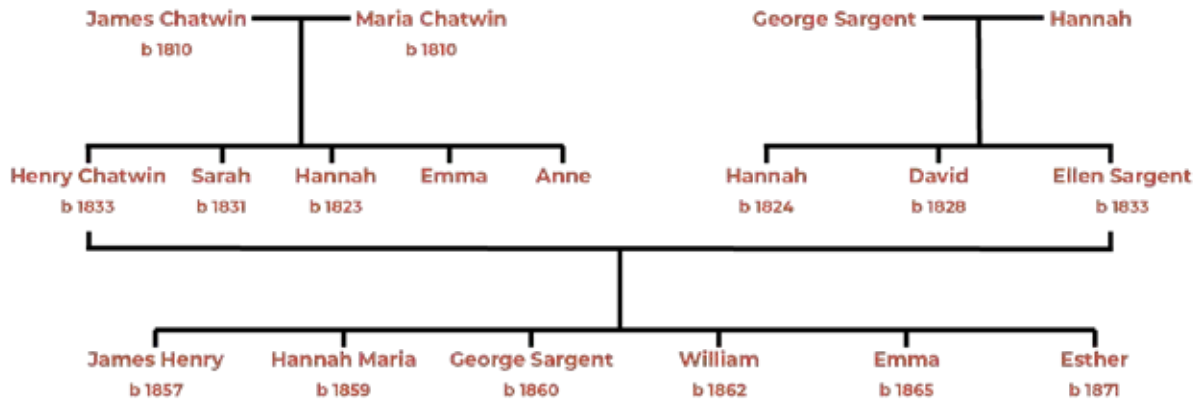 James Chatwin Maria Chatwin George Sargent Hannah
b 1810 b 1810
Henry Chatwin Sarah Hannah Emma Anne Hannah David Ellen Sargent
b 1833 b 1831 b 1823 b 1824 b 1828 b 1833
James Henry Hannah Maria George Sargent William Emma Esther
b 1857 b 1859 b 1860 b 1862 b 1865 b 1871